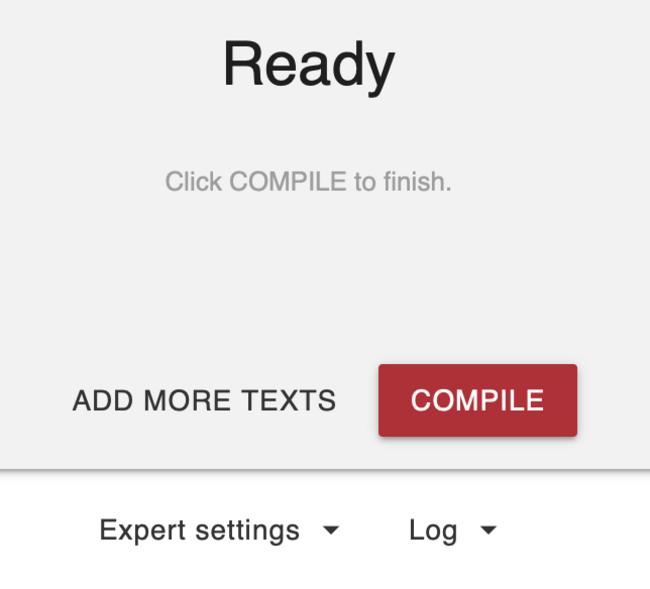 Ready
Click COMPILE to finish.
ADD MORE TEXTS COMPILE
Expert settings Log